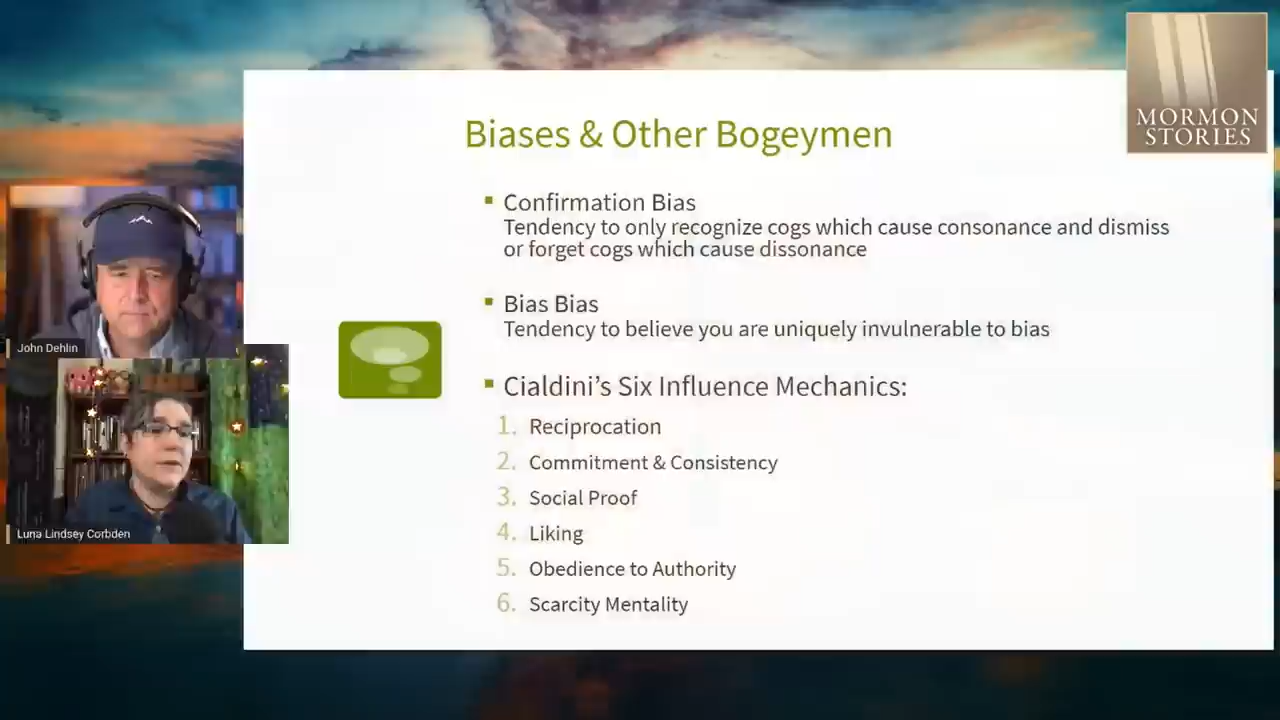 MORMON
STORIES
Biases & Other Bogeymen
Confirmation Bias
Tendency to only recognize cogs which cause consonance and dismiss
or forget cogs which cause dissonance
Bias Bias
Tendency to believe you are uniquely invulnerable to bias
Cialdini's Six Influence Mechanics:
1. Reciprocation
2. Commitment & Consistency
3. Social Proof
4. Liking
5. Obedience to Authority
6. Scarcity Mentality
John Dehlin
Luna Lindsey Corbden